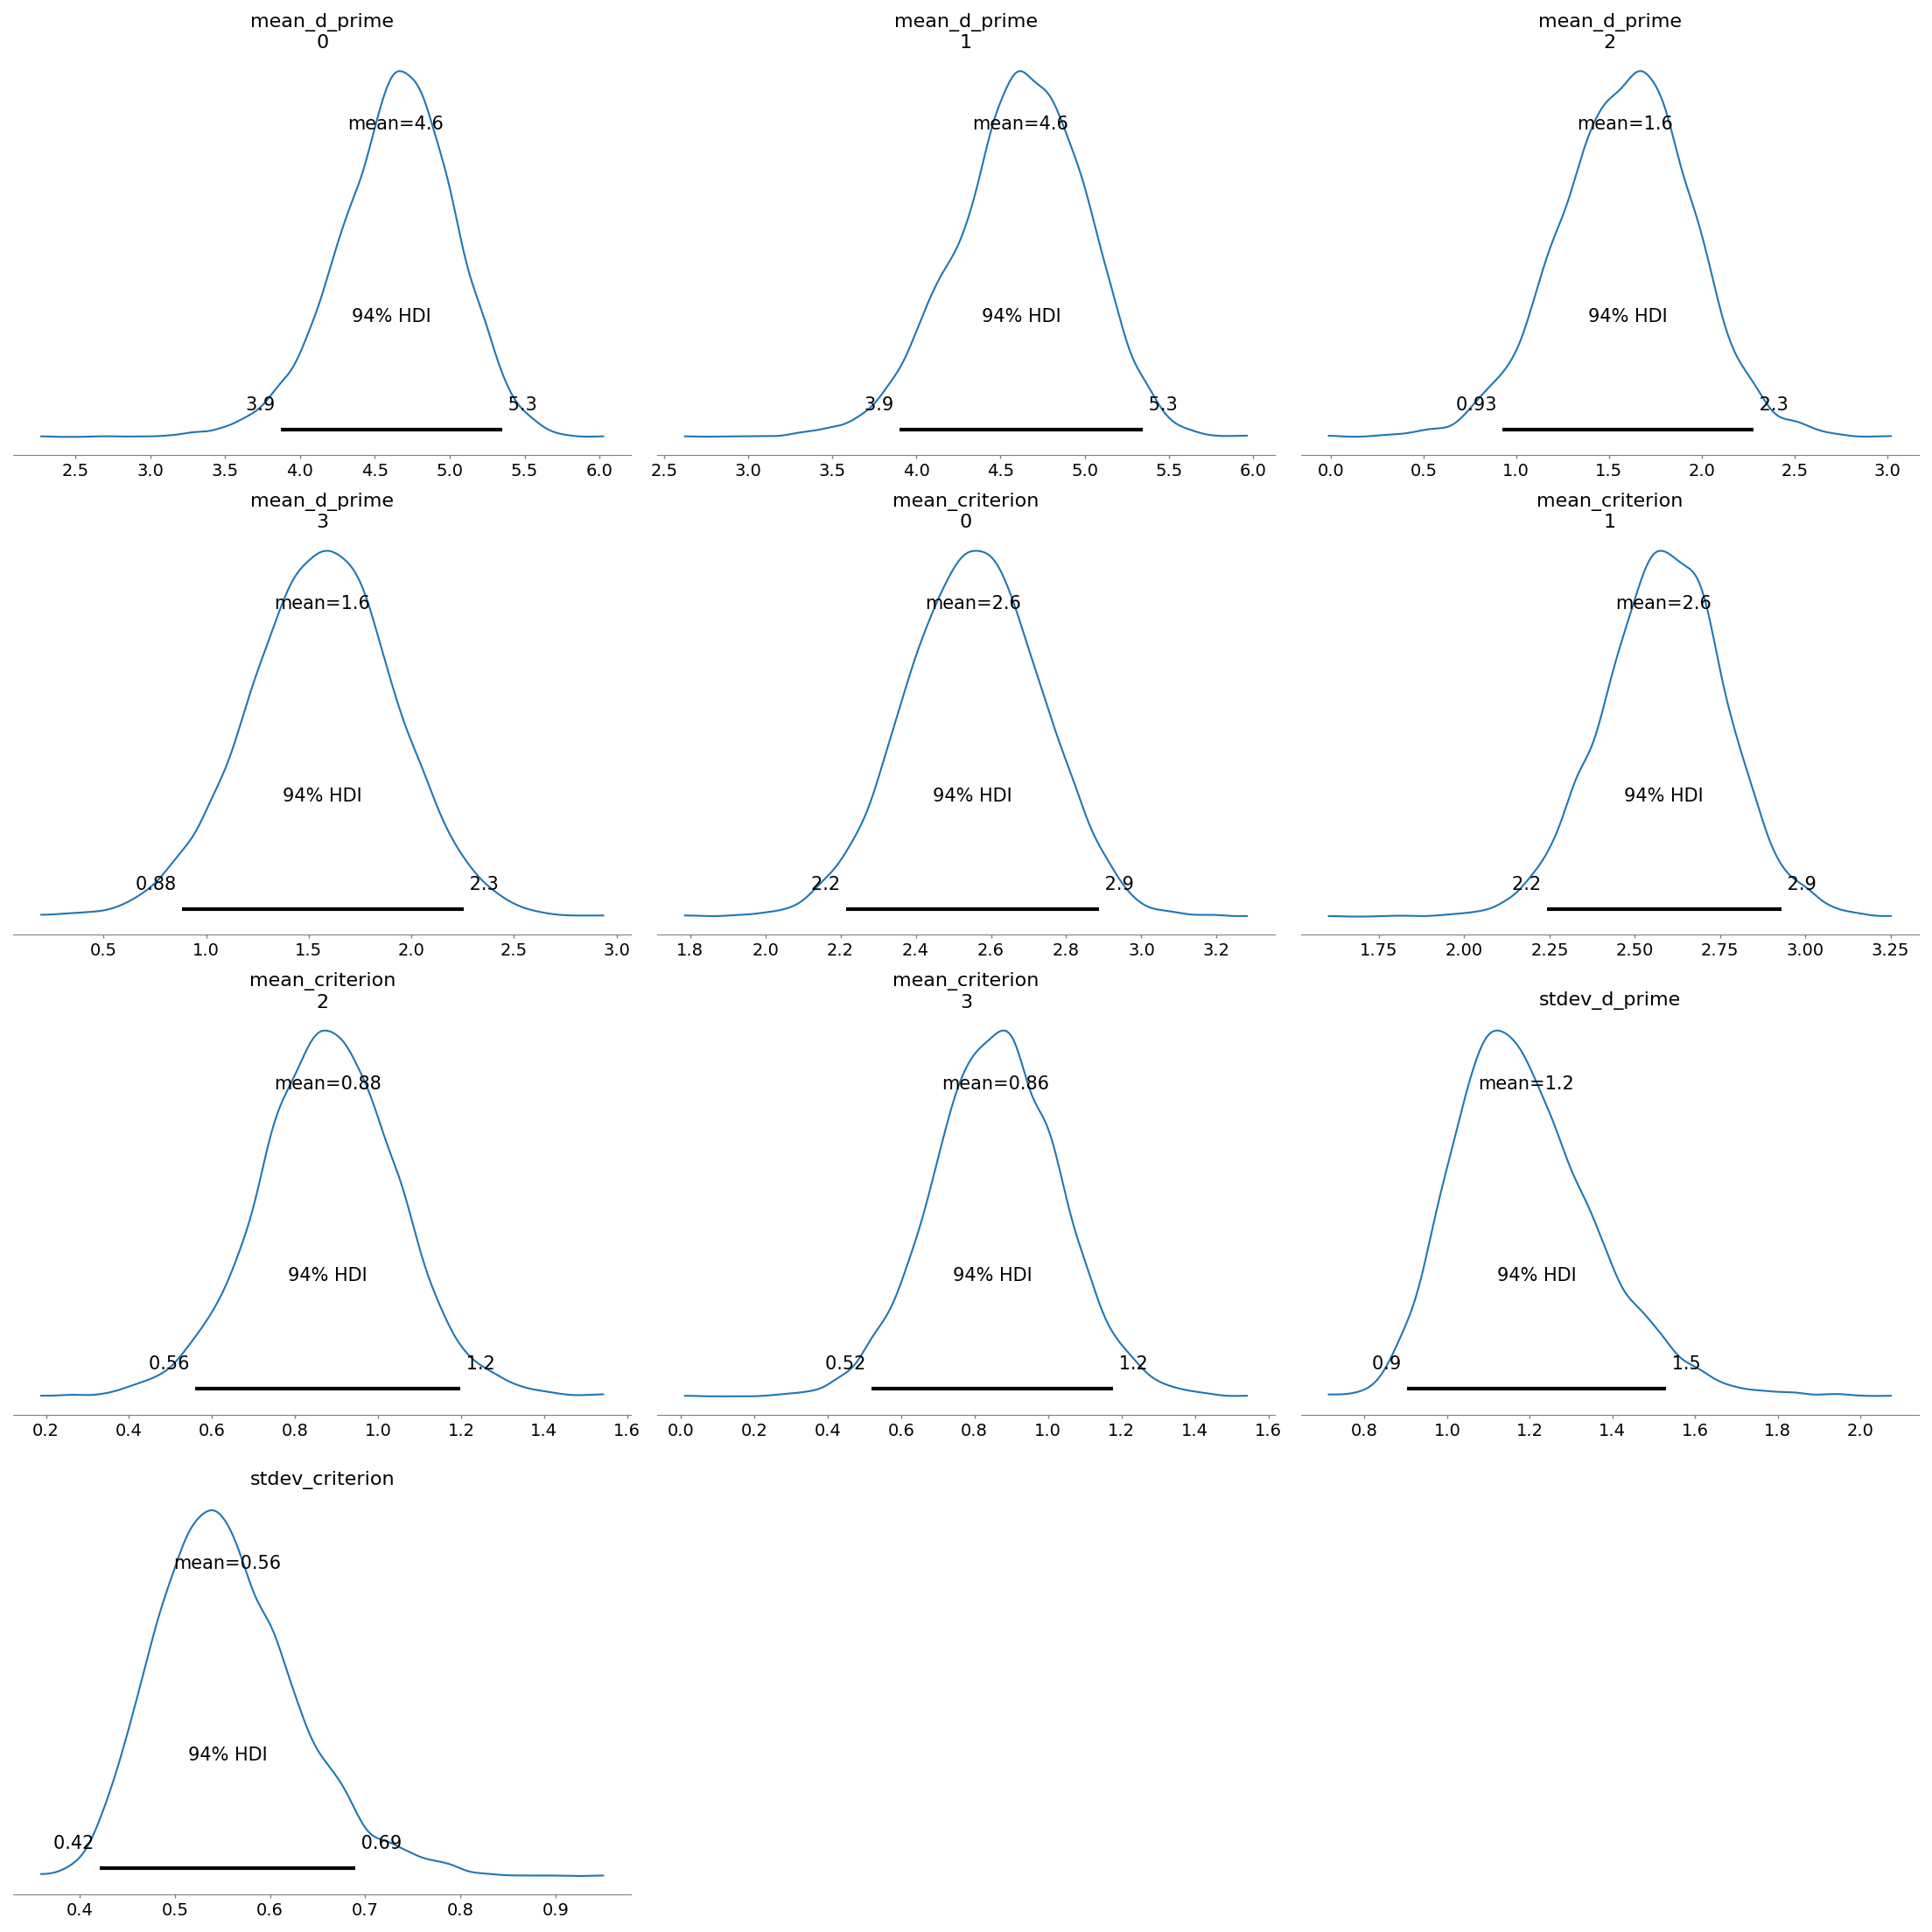 mean_d_prime
0
mean=4.6
94% HDI
3.9 5.3
2.5 3.0 3.5 4.0 4.5 5.0 5.5 6.0
mean_d_prime
1
mean=4.6
94% HDI
3.9 5.3
2.5 3.0 3.5 4.0 4.5 5.0 5.5 6.0
mean_d_prime
2
mean=1.6
94% HDI
0.93 2.3
0.0 0.5 1.0 1.5 2.0 2.5 3.0
mean_d_prime
3
mean=1.6
94% HDI
0.88 2.3
0.5 1.0 1.5 2.0 2.5 3.0
mean_criterion
0
mean=2.6
94% HDI
2.2 2.9
1.8 2.0 2.2 2.4 2.6 2.8 3.0 3.2
mean_criterion
1
mean=2.6
94% HDI
2.2 2.9
1.75 2.00 2.25 2.50 2.75 3.00 3.25
mean_criterion
2
mean=0.88
94% HDI
0.56 1.2
0.2 0.4 0.6 0.8 1.0 1.2 1.4 1.6
mean_criterion
3
mean=0.86
94% HDI
0.52 1.2
0.0 0.2 0.4 0.6 0.8 1.0 1.2 1.4 1.6
stdev_d_prime
mean=1.2
94% HDI
0.9 1.5
0.8 1.0 1.2 1.4 1.6 1.8 2.0
stdev_criterion
mean=0.56
94% HDI
0.42 0.69
0.4 0.5 0.6 0.7 0.8 0.9